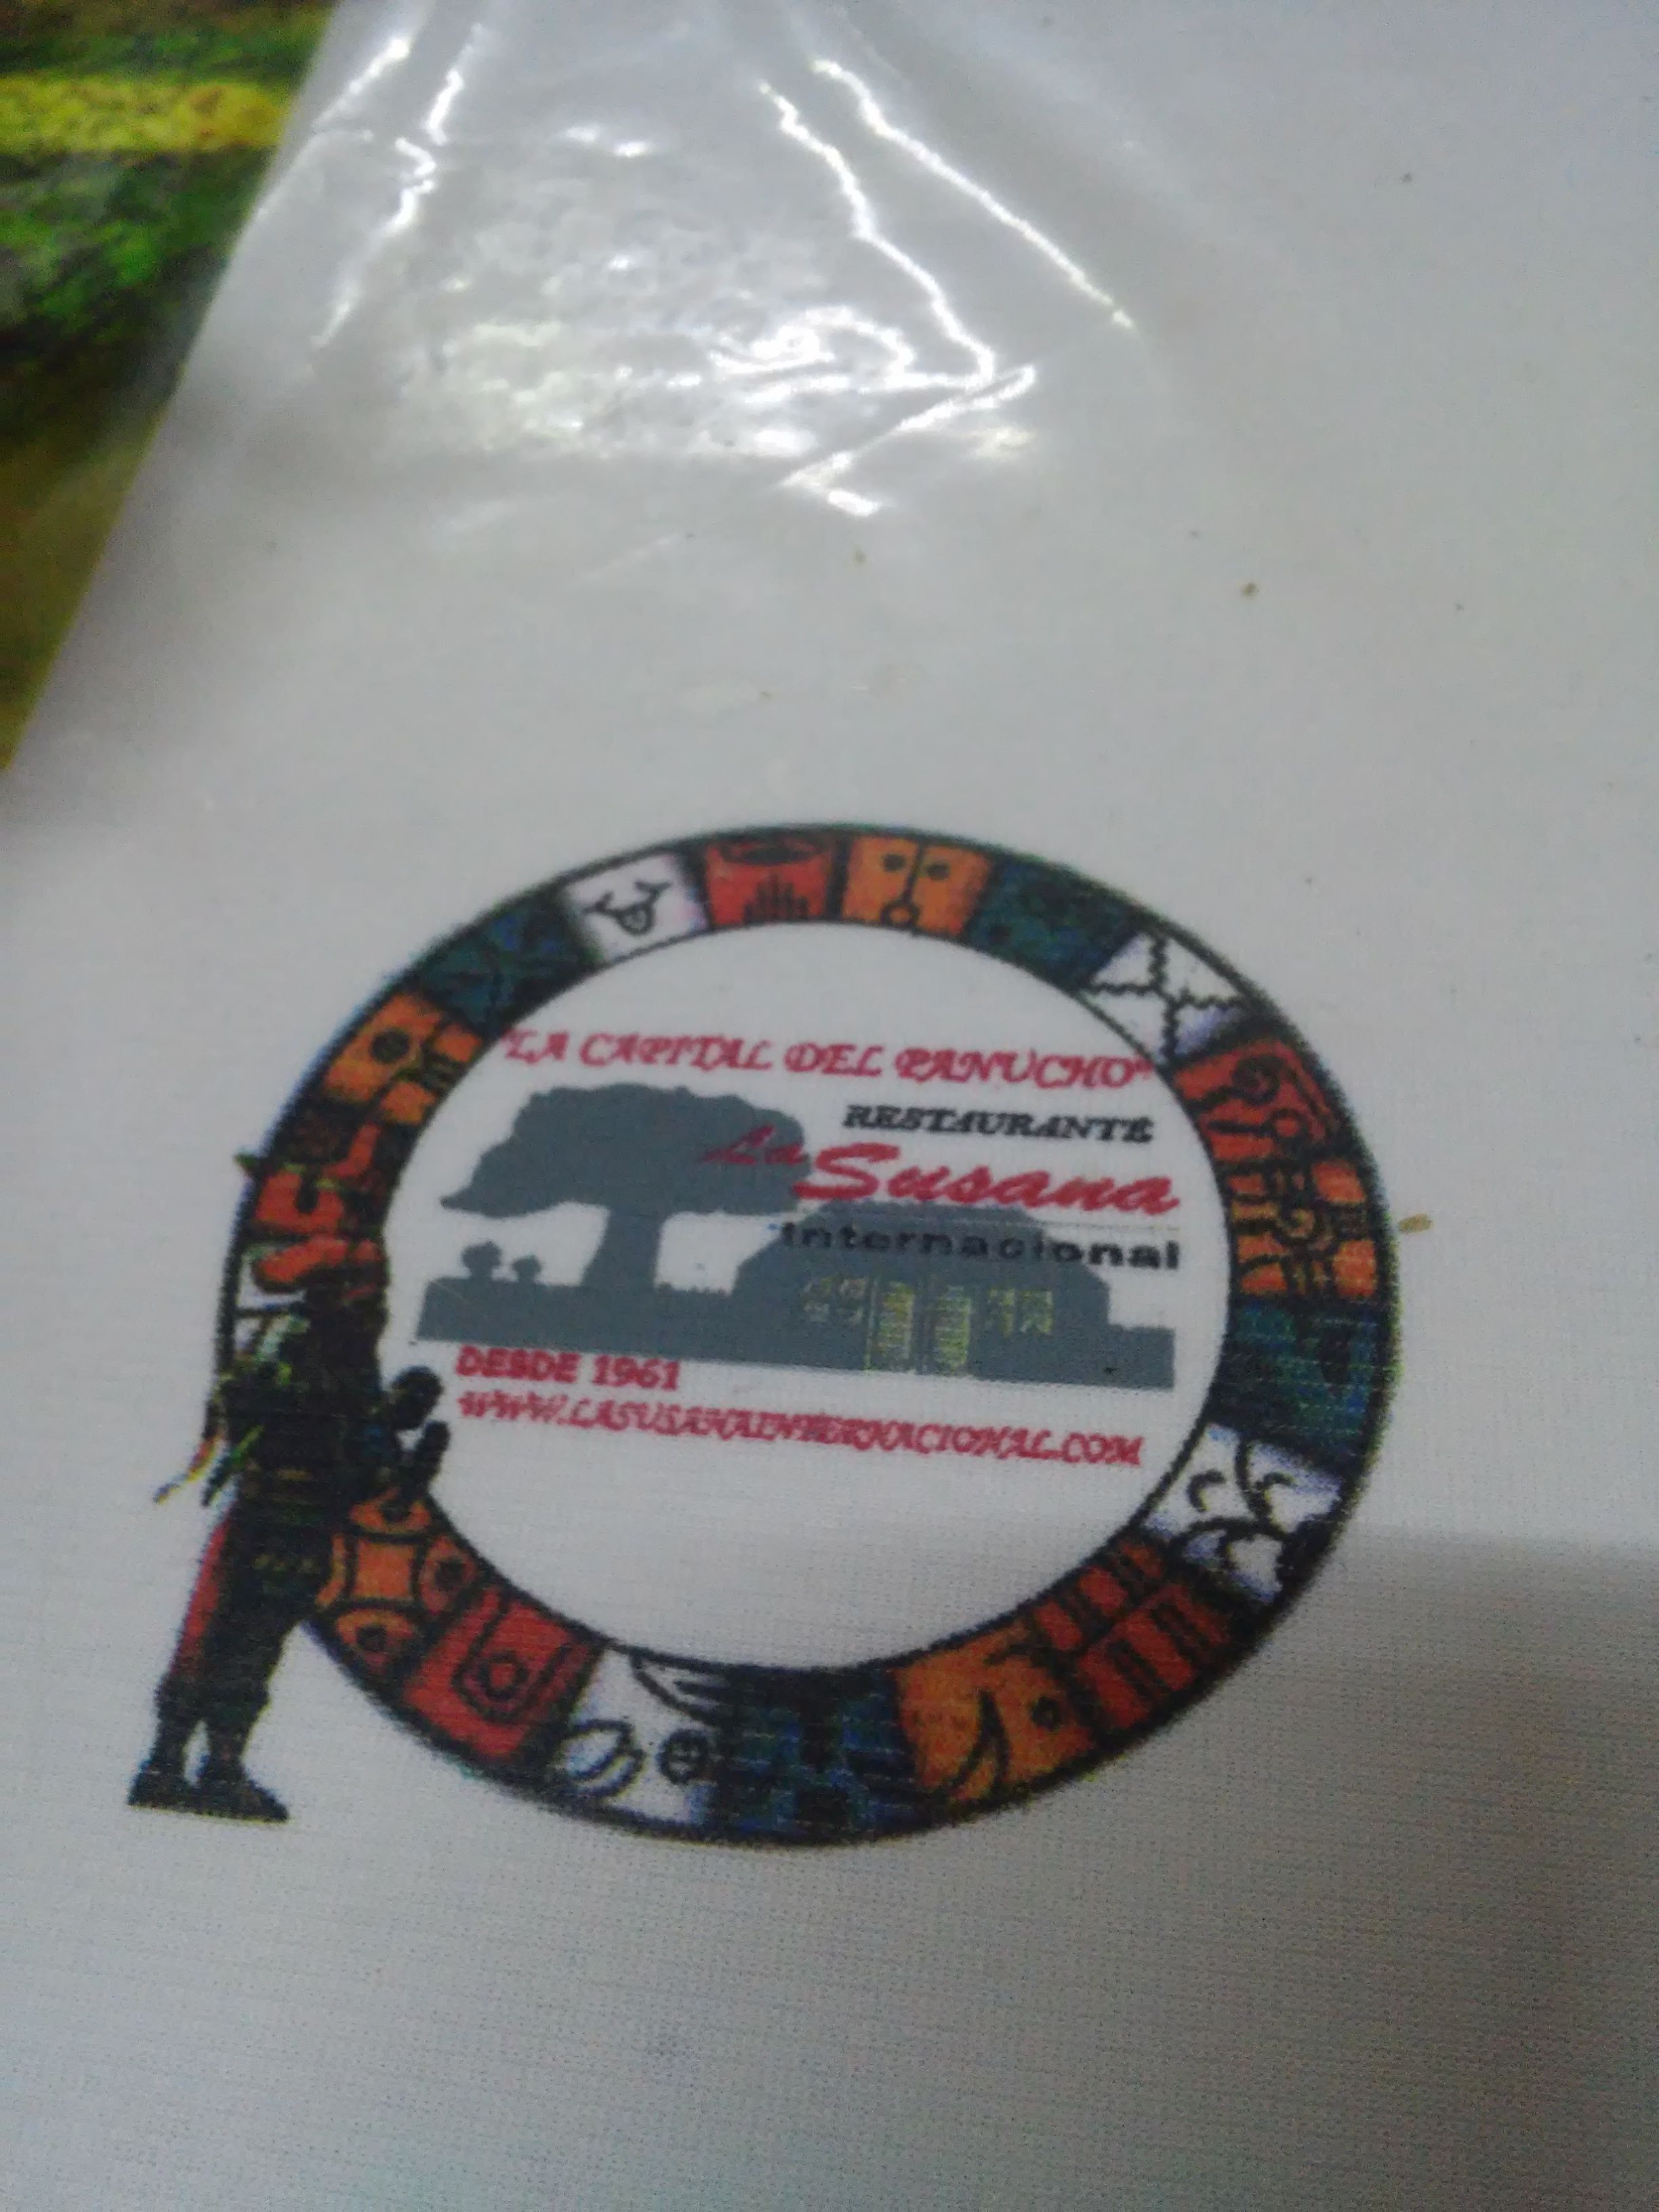 "LA CAPITAL DEL PANUCHO"
RESTAURANTE
La Susana
Internacional
DESDE 1961
WWW.LASUSANAINTERNACIONAL.COM